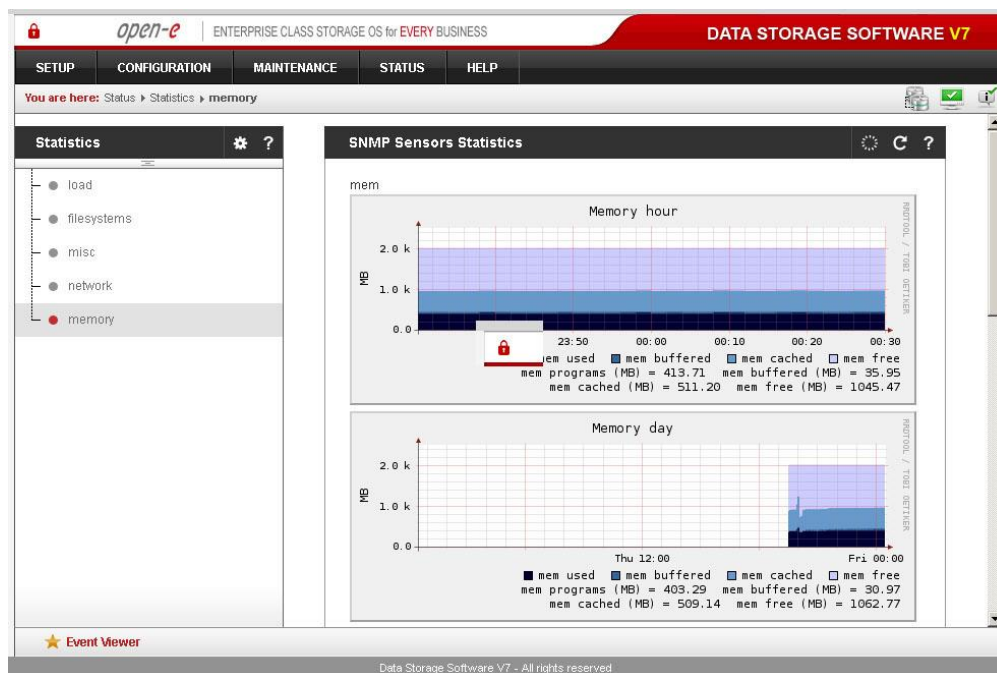 open-e ENTERPRISE CLASS STORAGE OS for EVERY BUSINESS DATA STORAGE SOFTWARE V7
SETUP CONFIGURATION MAINTENANCE STATUS HELP
You are here: Status Statistics memory
Statistics ?
load
filesystems
misc
network
memory
SNMP Sensors Statistics C ?
mem
Memory hour
2.0 k
1.0 k
0.0
MB
23:50 00:00 00:10 00:20 00:30
mem used mem buffered mem cached mem free
mem programs (MB) = 413.71 mem buffered (MB) = 35.95
mem cached (MB) = 511.20 mem free (MB) = 1045.47
RRDTOOL / TOBI OETIKER
Memory day
2.0 k
1.0 k
0.0
MB
Thu 12:00 Fri 00:00
mem used mem buffered mem cached mem free
mem programs (MB) = 403.29 mem buffered (MB) = 30.97
mem cached (MB) = 509.14 mem free (MB) = 1062.77
RRDTOOL / TOBI OETIKER
Event Viewer
Data Storage Software V7 - All rights reserved